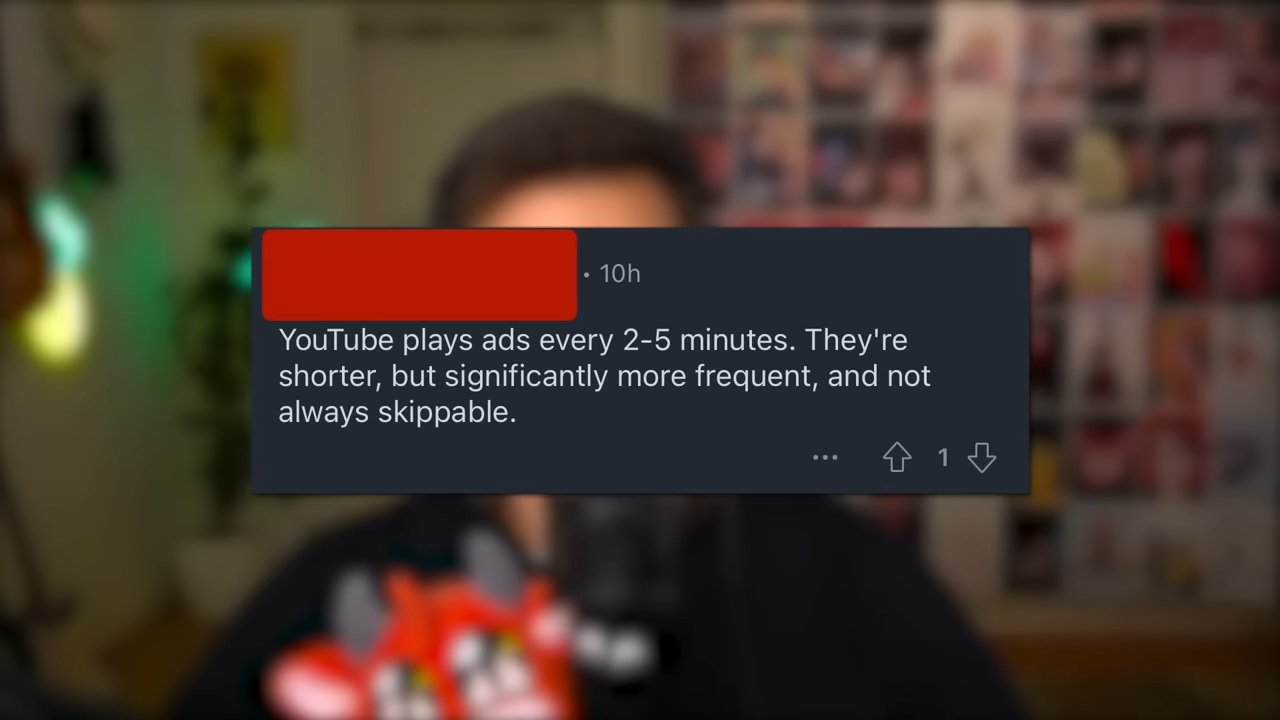 • 10h
YouTube plays ads every 2-5 minutes. They're
shorter, but significantly more frequent, and not
always skippable.
... 1